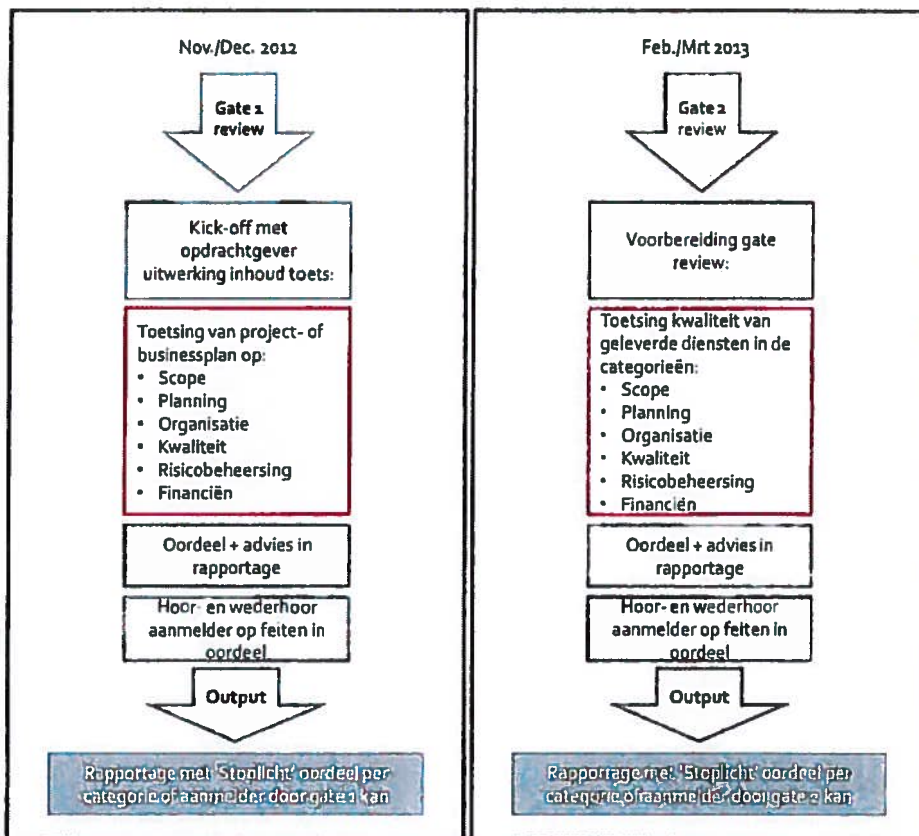 Nov./Dec. 2012
Gate 1
review
Kick-off met
opdrachtgever
uitwerking inhoud toets:
Toetsing van project- of
businessplan op:
• Scope
• Planning
• Organisatie
• Kwaliteit
• Risicobeheersing
• Financiën
Oordeel + advies in
rapportage
Hoor- en wederhoor
aanmelder op feiten in
oordeel
Output
Rapportage met 'Stoplicht' oordeel per
categorie of aanmelder door gate 1 kan
Feb./Mrt 2013
Gate 2
review
Voorbereiding gate
review:
Toetsing kwaliteit van
geleverde diensten in de
categorieën:
• Scope
• Planning
• Organisatie
• Kwaliteit
• Risicobeheersing
• Financiën
Oordeel + advies in
rapportage
Hoor- en wederhoor
aanmelder op feiten in
oordeel
Output
Rapportage met 'Stoplicht' oordeel per
categorie of aanmelder door gate 2 kan